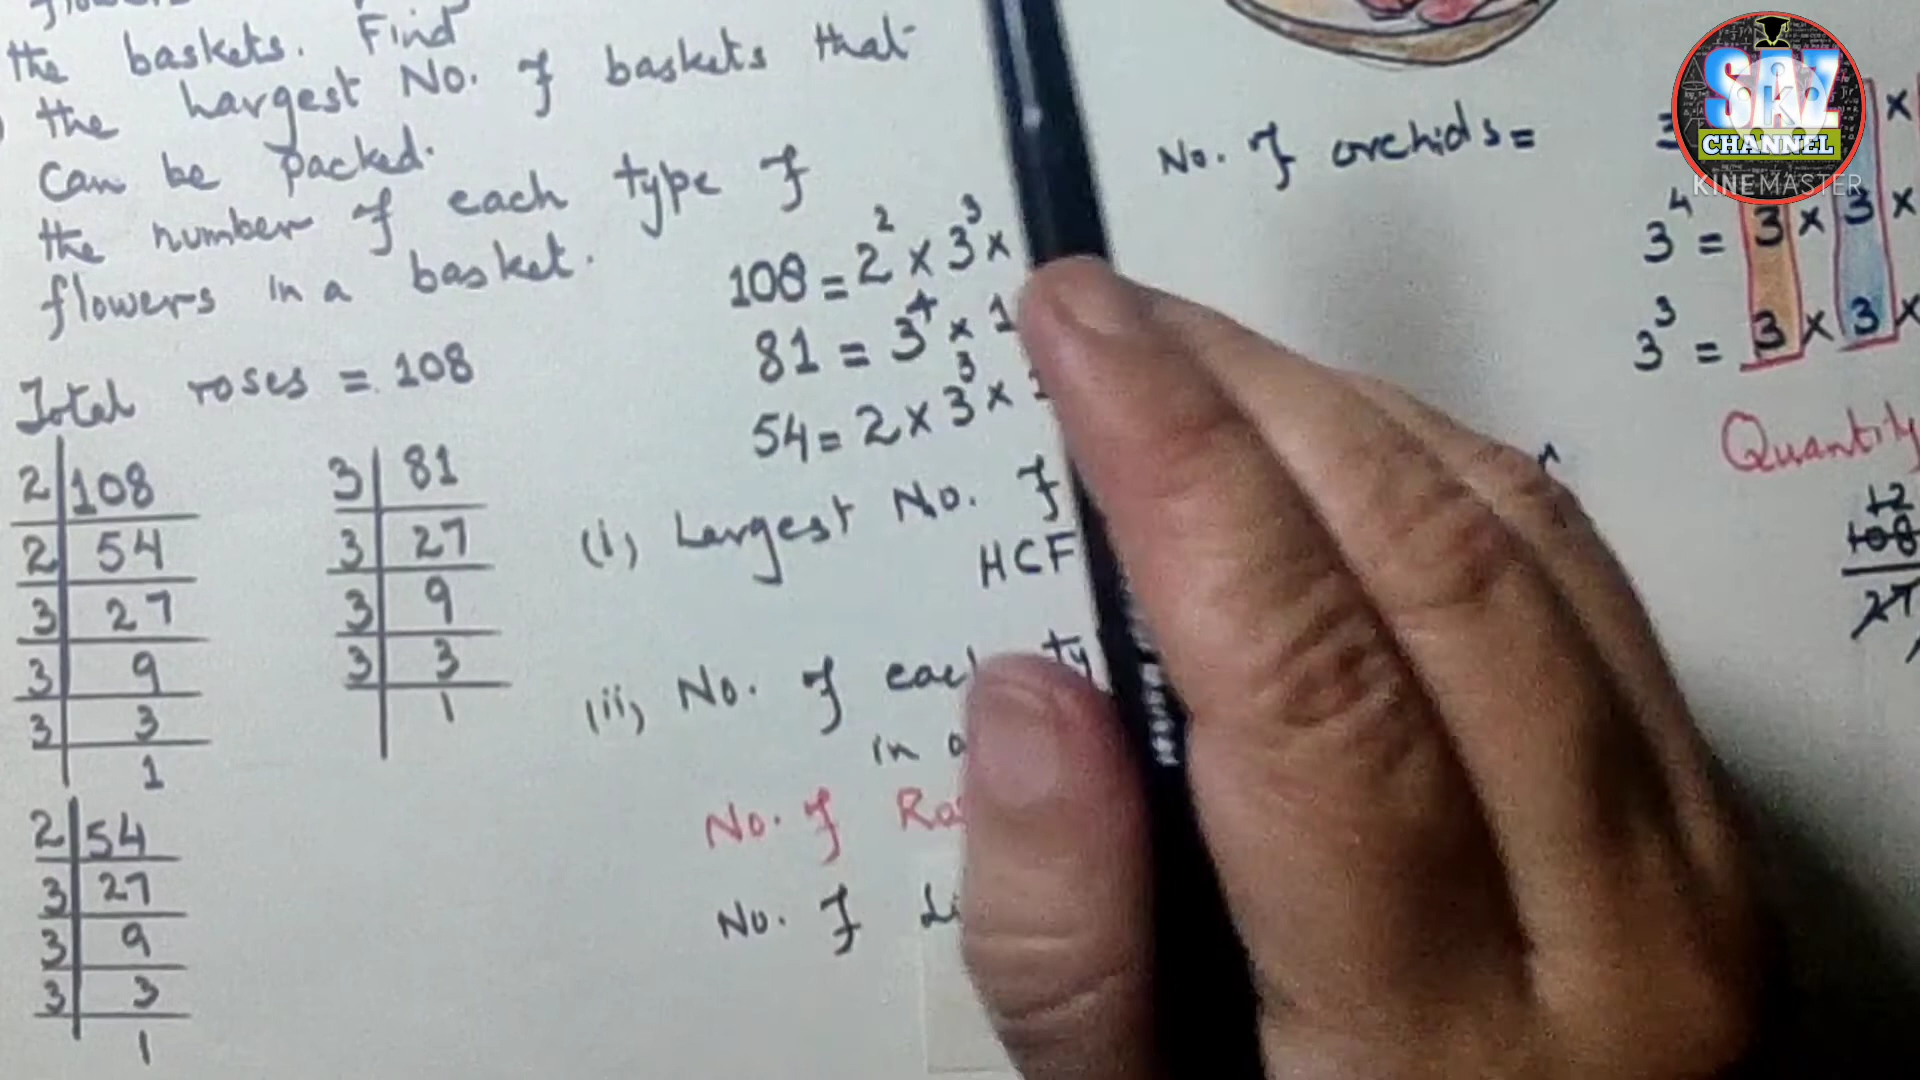 the baskets. Find
the Largest No. of baskets that
can be packed.
the number of each type of
flowers in a basket.
Total roses = 108
2 108
2 54
3 27
3 9
3 3
1
3 81
3 27
3 9
3 3
1
2 54
3 27
3 9
3 3
1
108 = 2² × 3³ ×
81 = 3⁴ × 1
54 = 2 × 3³ ×
(i) Largest No. of
HCF
(ii) No. of each ty
in a
No. of
No. of
No. of orchids =
3⁴ = 3 × 3 ×
3³ = 3 × 3 ×
Quantity
12
108
27
SAZ
CHANNEL
KINEMASTER